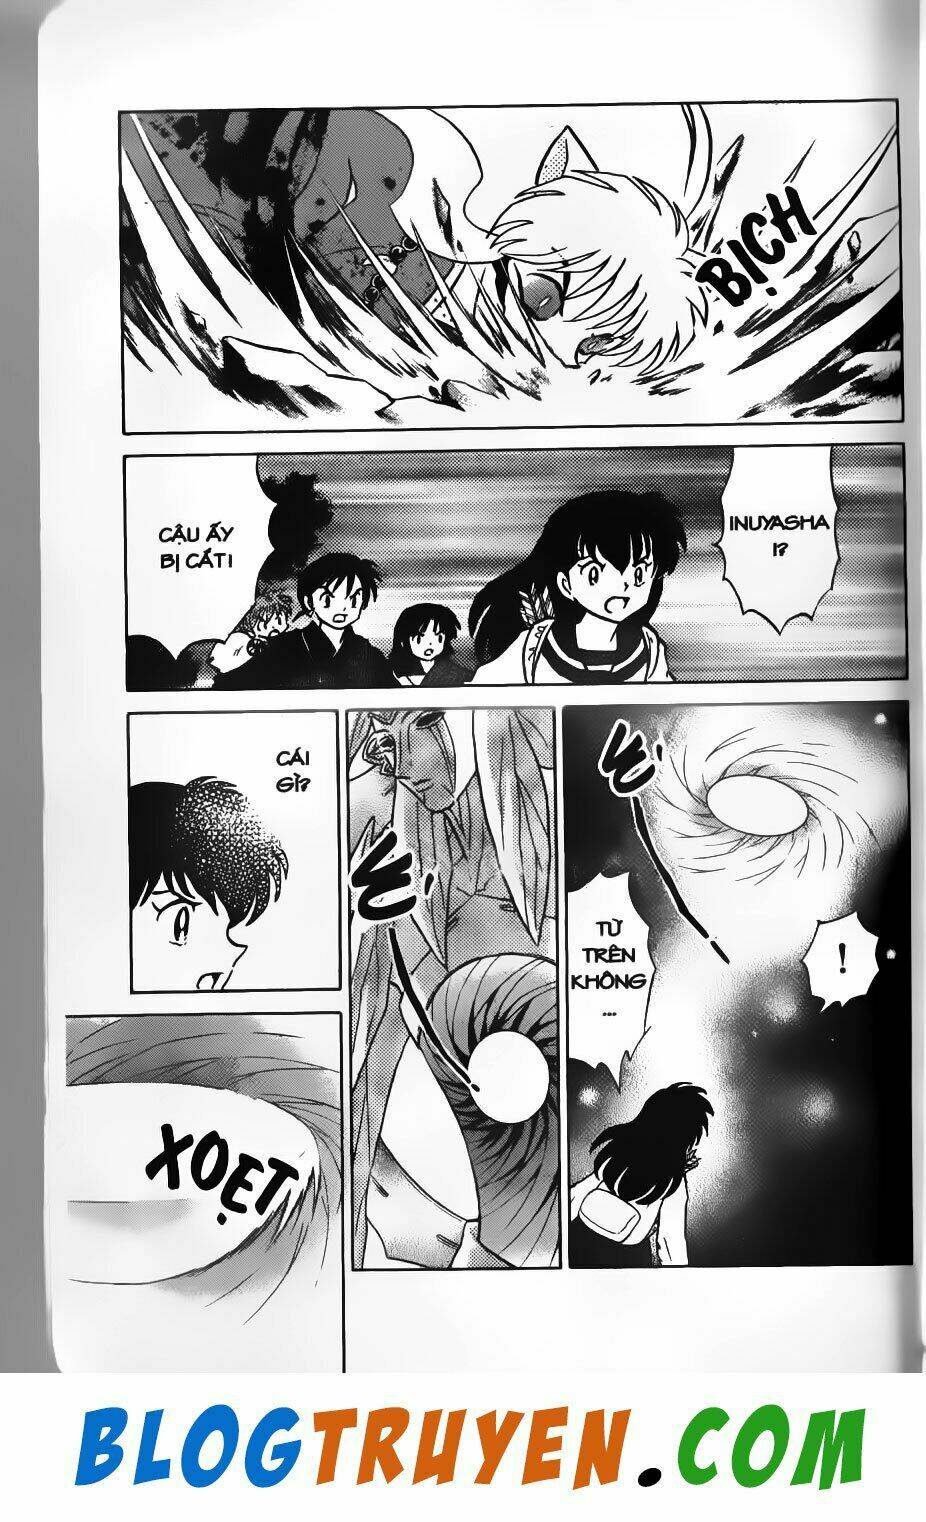 BỊCH
INUYASHA
!?
CẬU ẤY
BỊ CẮT!
TỪ
TRÊN
KHÔNG
...
!
CÁI
GÌ?
XOẸT
BLOGTRUYEN.COM